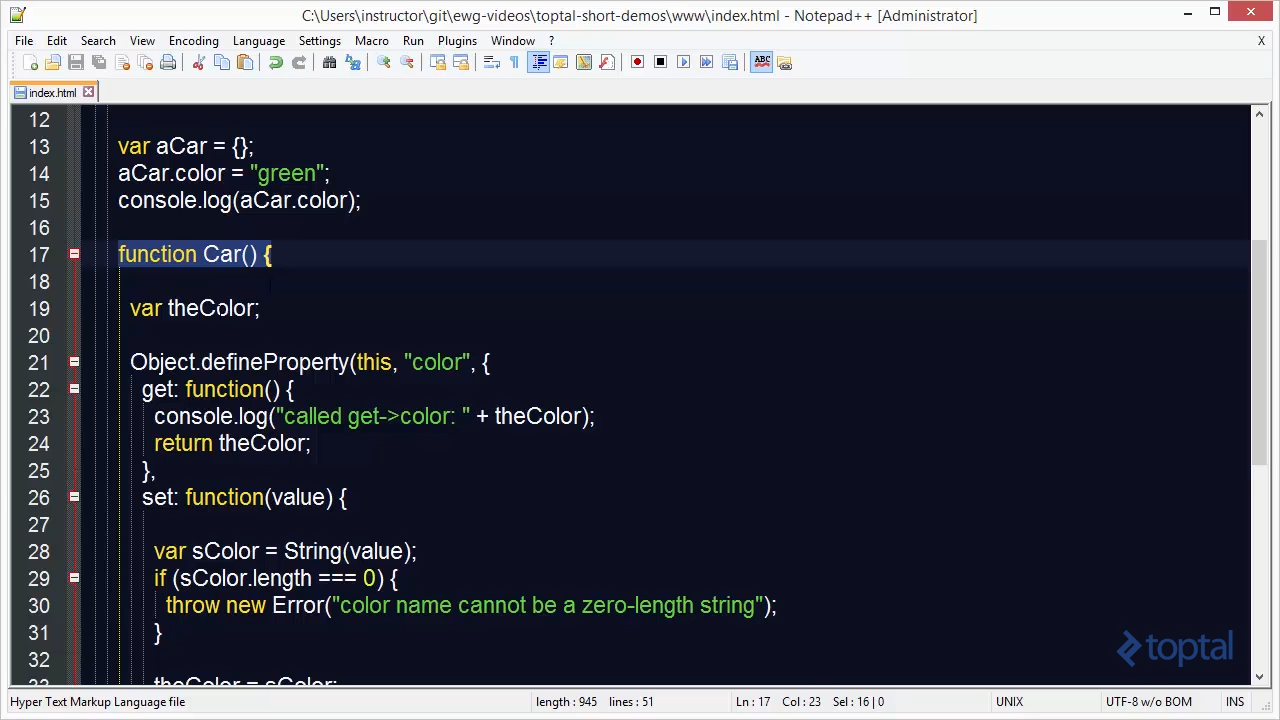 C:\Users\instructor\git\ewg-videos\toptal-short-demos\www\index.html - Notepad++ [Administrator]
File Edit Search View Encoding Language Settings Macro Run Plugins Window ? X
ABC
index.html
12
13 var aCar = {};
14 aCar.color = "green";
15 console.log(aCar.color);
16
17 function Car() {
18
19 var theColor;
20
21 Object.defineProperty(this, "color", {
22 get: function() {
23 console.log("called get->color: " + theColor);
24 return theColor;
25 },
26 set: function(value) {
27
28 var sColor = String(value);
29 if (sColor.length === 0) {
30 throw new Error("color name cannot be a zero-length string");
31 }
32
33 theColor = sColor;
toptal
Hyper Text Markup Language file length : 945 lines : 51 Ln : 17 Col : 23 Sel : 16 | 0 UNIX UTF-8 w/o BOM INS